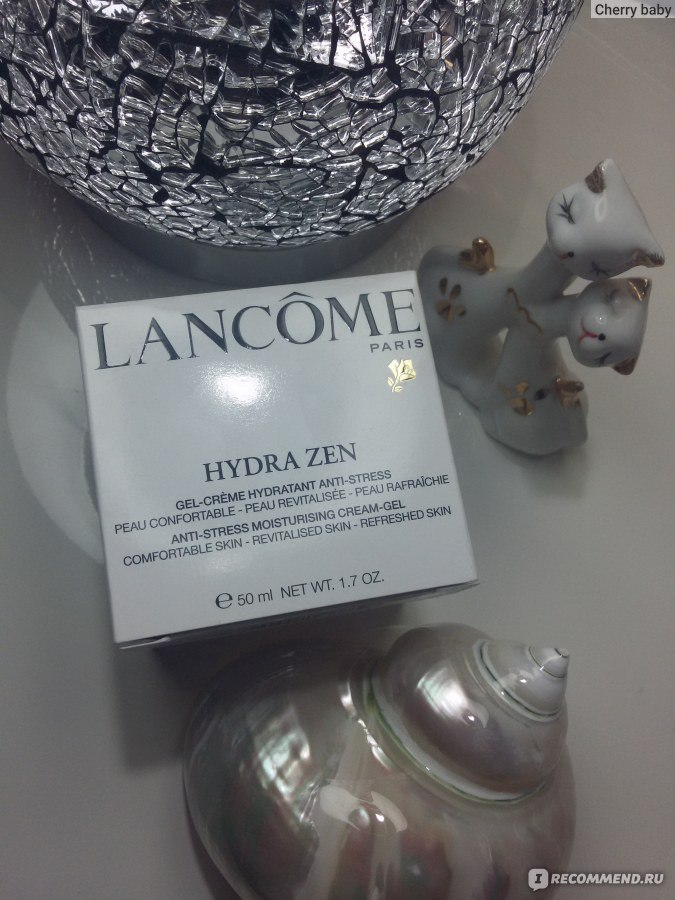 Cherry baby
LANCÔME
PARIS
HYDRA ZEN
GEL-CRÈME HYDRATANT ANTI-STRESS
PEAU CONFORTABLE - PEAU REVITALISÉE - PEAU RAFRAÎCHIE
ANTI-STRESS MOISTURISING CREAM-GEL
COMFORTABLE SKIN - REVITALISED SKIN - REFRESHED SKIN
℮ 50 ml NET WT. 1.7 OZ.
IRECOMMEND.RU